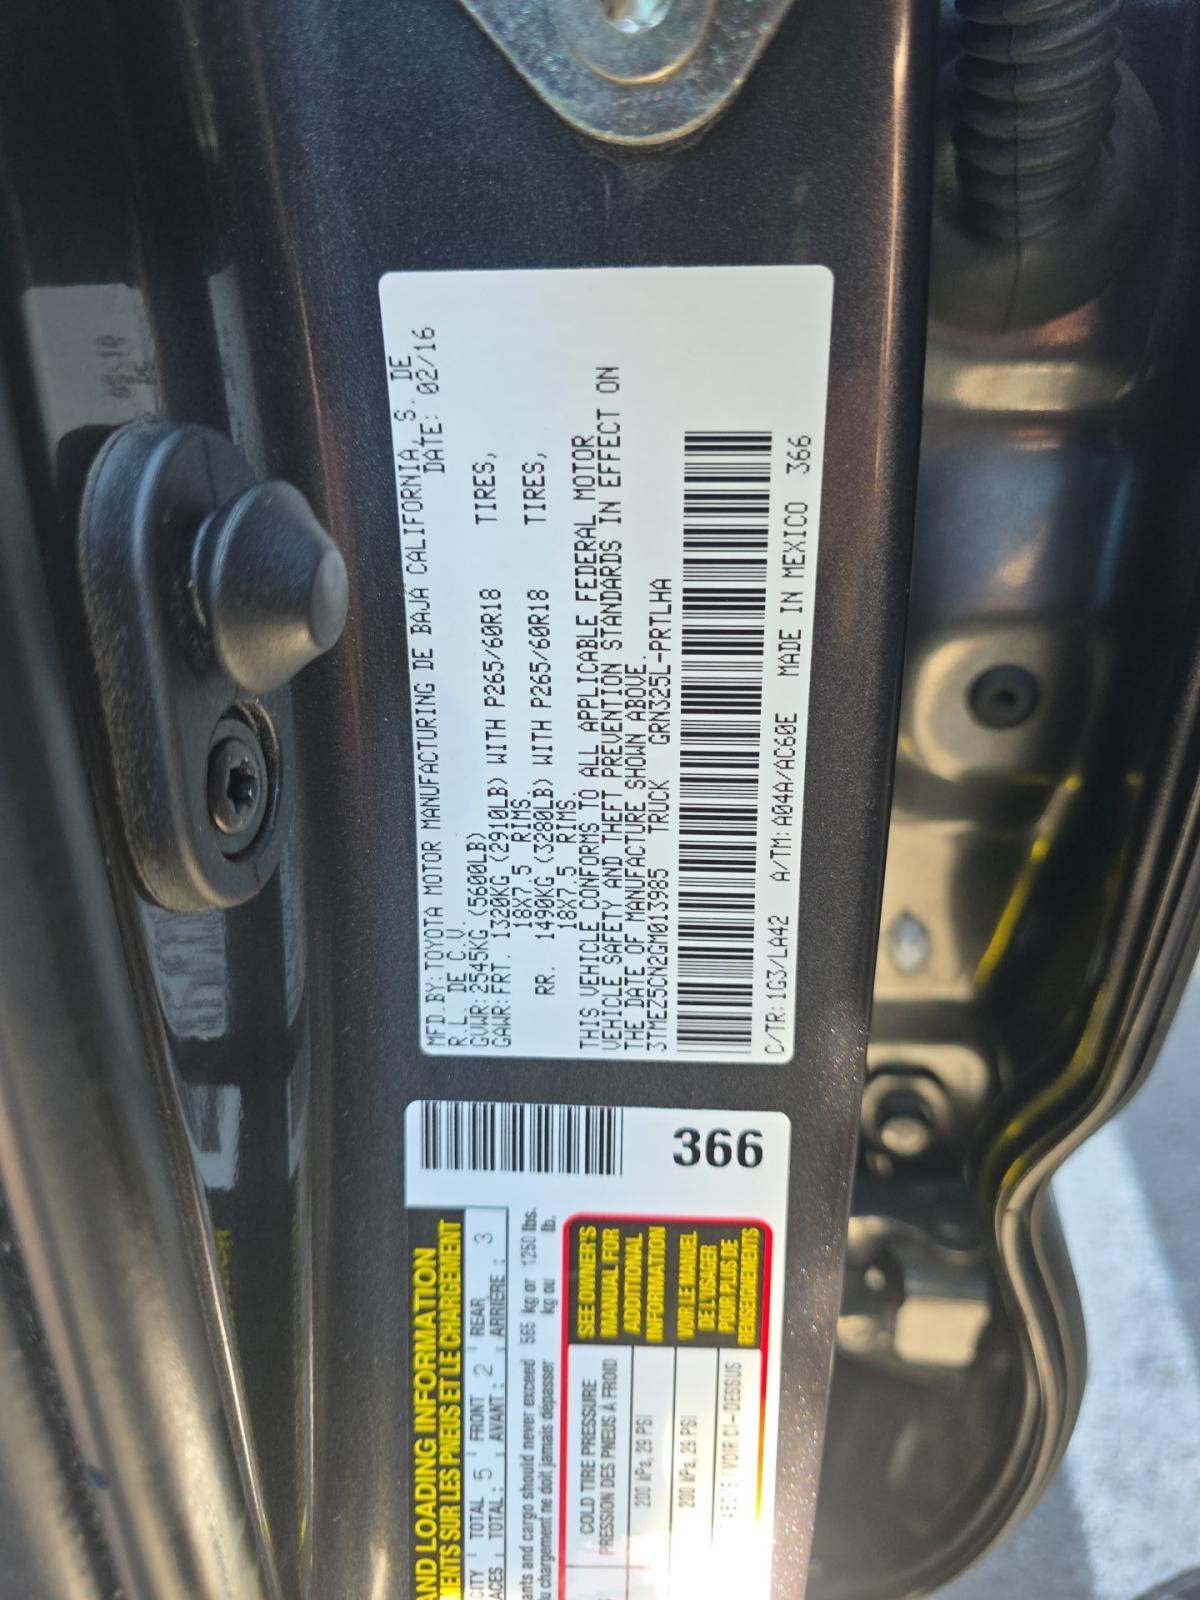 MFD.BY:TOYOTA MOTOR MANUFACTURING DE BAJA CALIFORNIA, S. DE
R.L. DE C.V. DATE: 02/16
GVWR:2545KG (5600LB)
GAWR:FRT. 1320KG (2910LB) WITH P265/60R18 TIRES,
18X7.5 RIMS.
RR. 1490KG (3280LB) WITH P265/60R18 TIRES,
18X7.5 RIMS.
THIS VEHICLE CONFORMS TO ALL APPLICABLE FEDERAL MOTOR
VEHICLE SAFETY AND THEFT PREVENTION STANDARDS IN EFFECT ON
THE DATE OF MANUFACTURE SHOWN ABOVE.
3TMEZ5CN2GM013985 TRUCK GRN325L-PRTLHA
C/TR:1G3/LA42 A/TM:A04A/AC60E MADE IN MEXICO 366
366
AND LOADING INFORMATION
MENTS SUR LES PNEUS ET LE CHARGEMENT
CITY TOTAL 5 FRONT 2 REAR 3
ACES TOTAL: AVANT: ARRIÈRE:
ants and cargo should never exceed 565 kg or 1250 lbs.
u chargement ne doit jamais dépasser kg ou lb.
COLD TIRE PRESSURE
PRESSION DES PNEUS À FROID
200 kPa, 29 PSI
200 kPa, 29 PSI
/ VOIR CI-DESSUS
SEE OWNER'S
MANUAL FOR
ADDITIONAL
INFORMATION
VOIR LE MANUEL
DE L'USAGER
POUR PLUS DE
RENSEIGNEMENTS